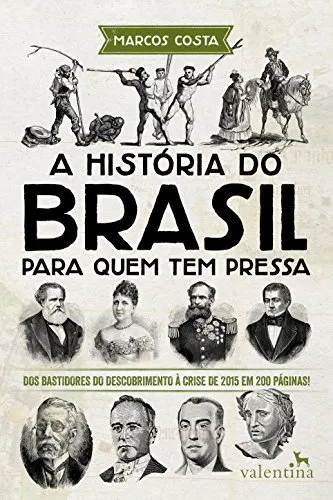 MARCOS COSTA
A HISTÓRIA DO
BRASIL
PARA QUEM TEM PRESSA
DOS BASTIDORES DO DESCOBRIMENTO À CRISE DE 2015 EM 200 PÁGINAS!
valentina